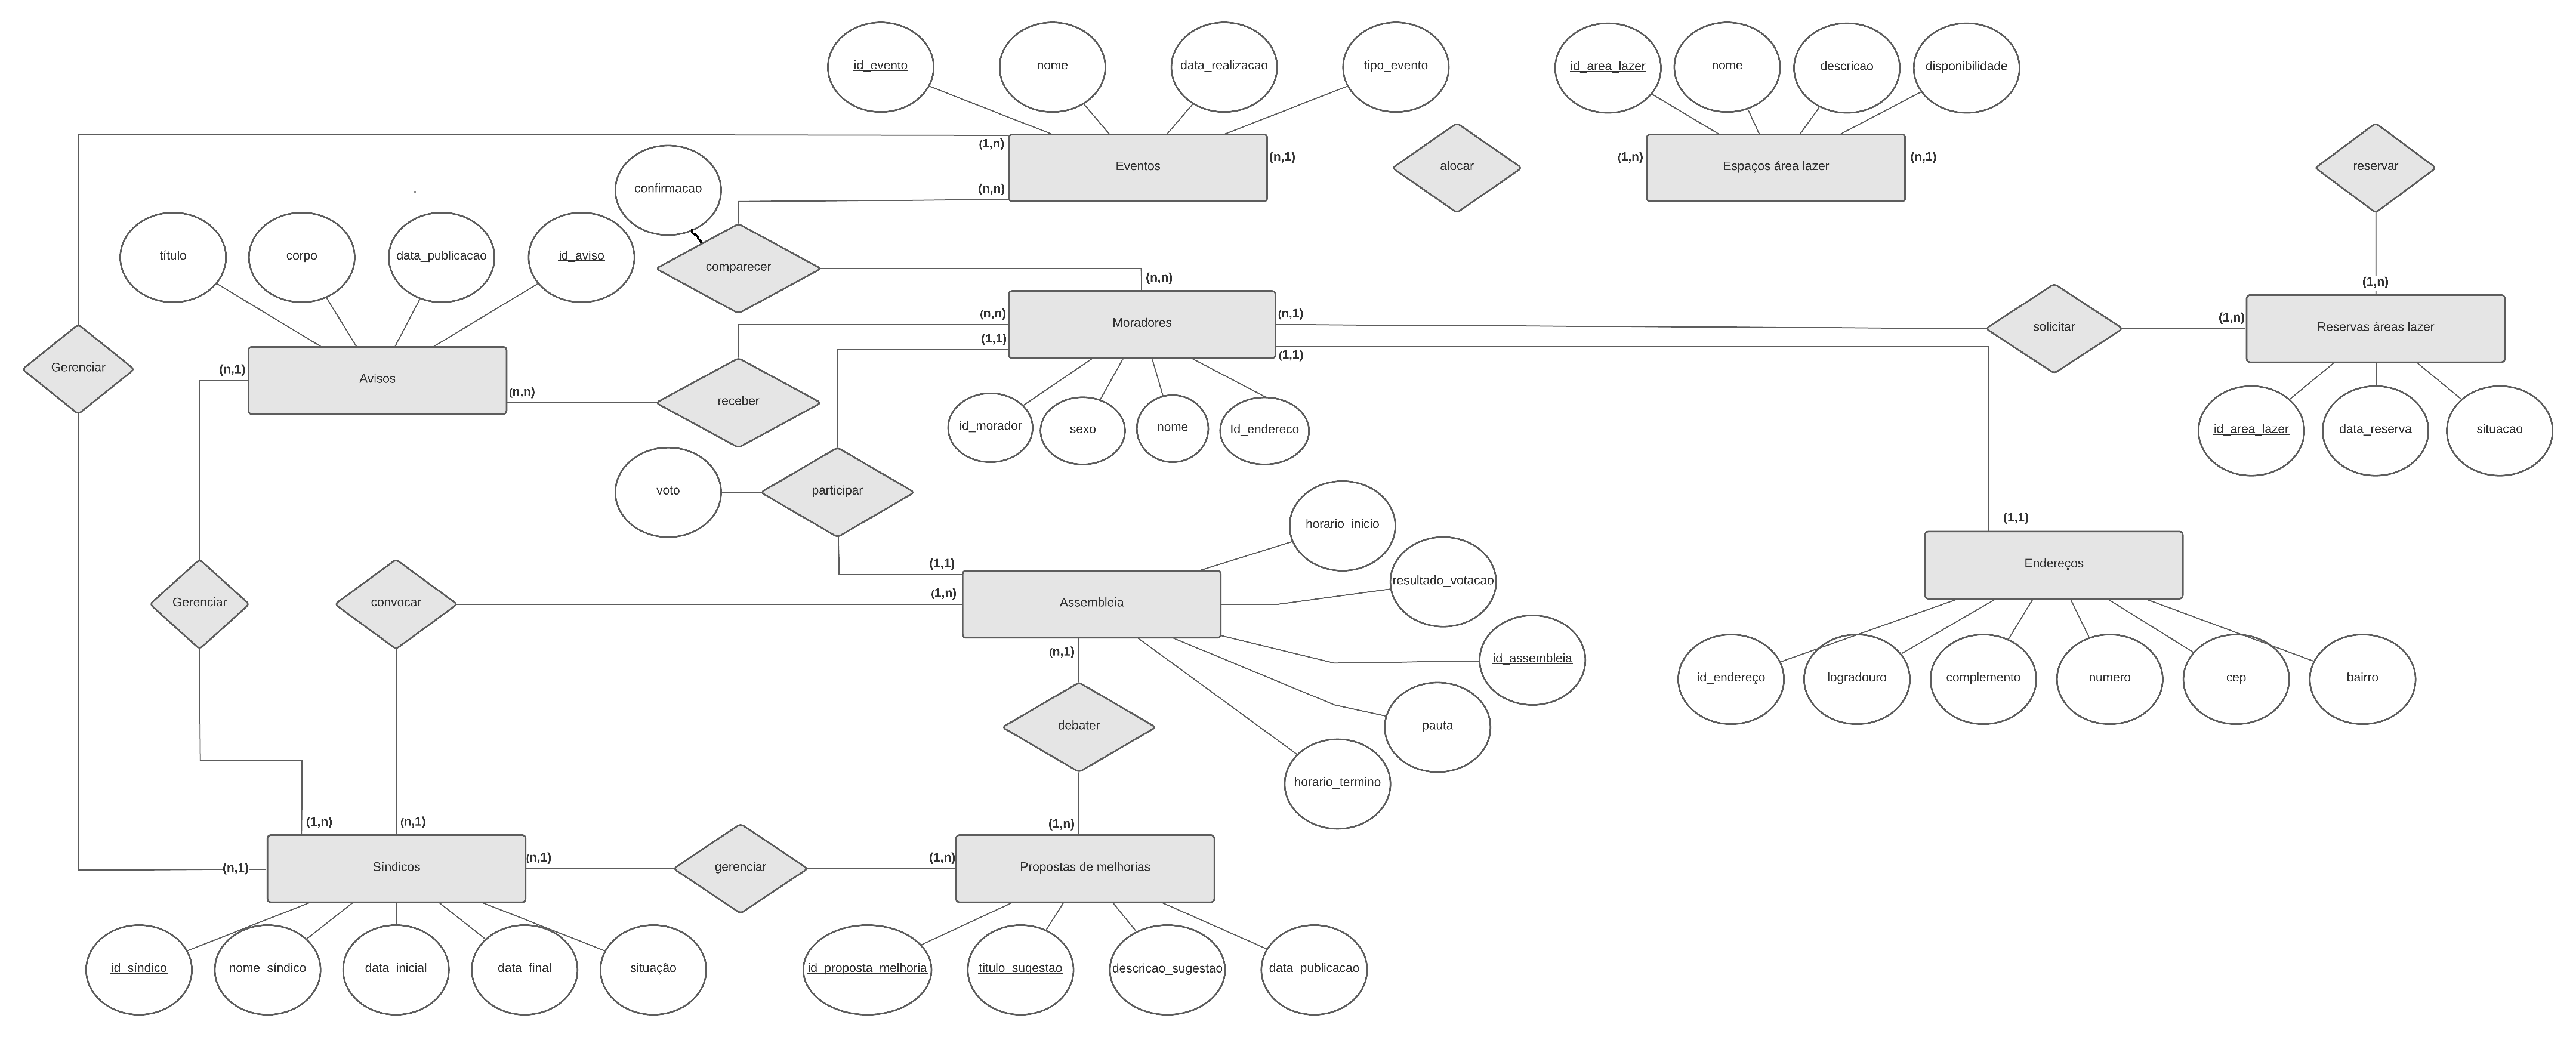 id_evento
nome
data_realizacao
tipo_evento
id_area_lazer
nome
descricao
disponibilidade
(1,n)
Eventos
(n,1)
alocar
(1,n)
Espaços área lazer
(n,1)
reservar
confirmacao
(n,n)
título
corpo
data_publicacao
id_aviso
comparecer
(n,n)
(1,n)
(n,n)
Moradores
(n,1)
solicitar
(1,n)
Reservas áreas lazer
(1,1)
(1,1)
Gerenciar
(n,1)
Avisos
(n,n)
receber
id_morador
sexo
nome
Id_endereco
id_area_lazer
data_reserva
situacao
voto
participar
horario_inicio
(1,1)
(1,1)
Endereços
resultado_votacao
Gerenciar
convocar
(1,n)
Assembleia
(n,1)
id_assembleia
id_endereço
logradouro
complemento
numero
cep
bairro
debater
pauta
horario_termino
(1,n)
(n,1)
(1,n)
(n,1)
Síndicos
(n,1)
gerenciar
(1,n)
Propostas de melhorias
id_síndico
nome_síndico
data_inicial
data_final
situação
id_proposta_melhoria
titulo_sugestao
descricao_sugestao
data_publicacao